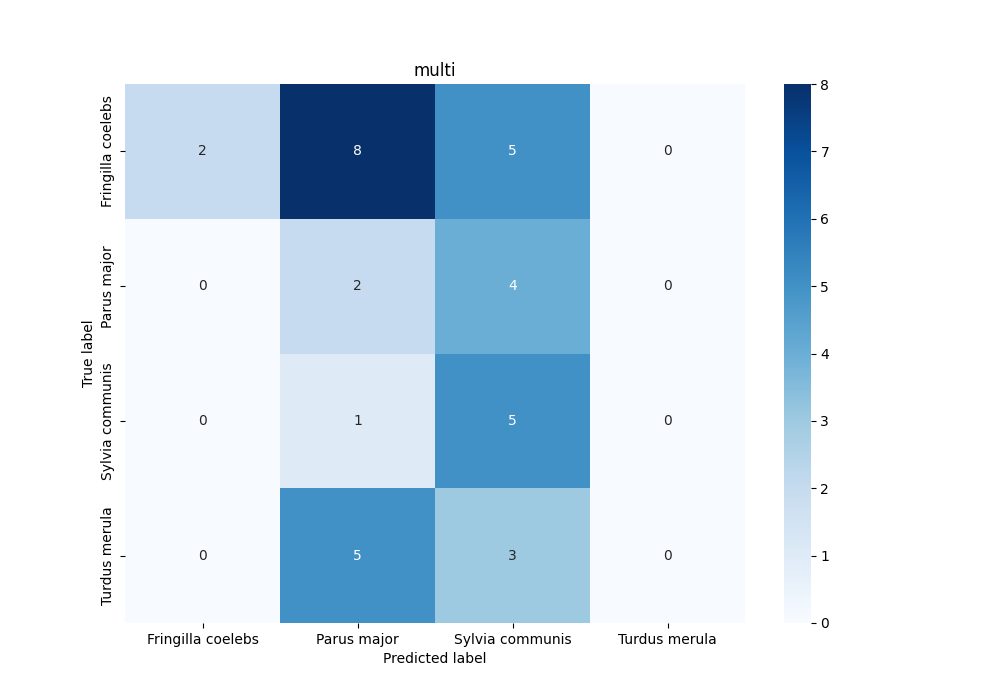 multi
True label
Fringilla coelebs
2 8 5 0
Parus major
0 2 4 0
Sylvia communis
0 1 5 0
Turdus merula
0 5 3 0
Fringilla coelebs Parus major Sylvia communis Turdus merula
Predicted label
8
7
6
5
4
3
2
1
0